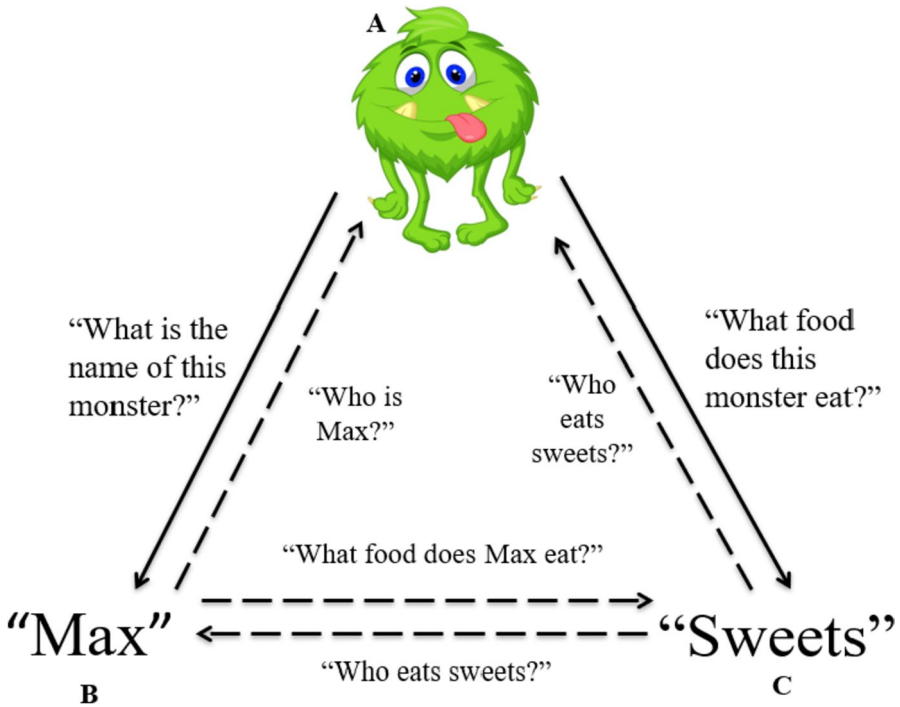 A
“What is the
name of this
monster?”
“Who is
Max?”
“Who
eats
sweets?”
“What food
does this
monster eat?”
“What food does Max eat?”
“Max”
“Sweets”
“Who eats sweets?”
B
C